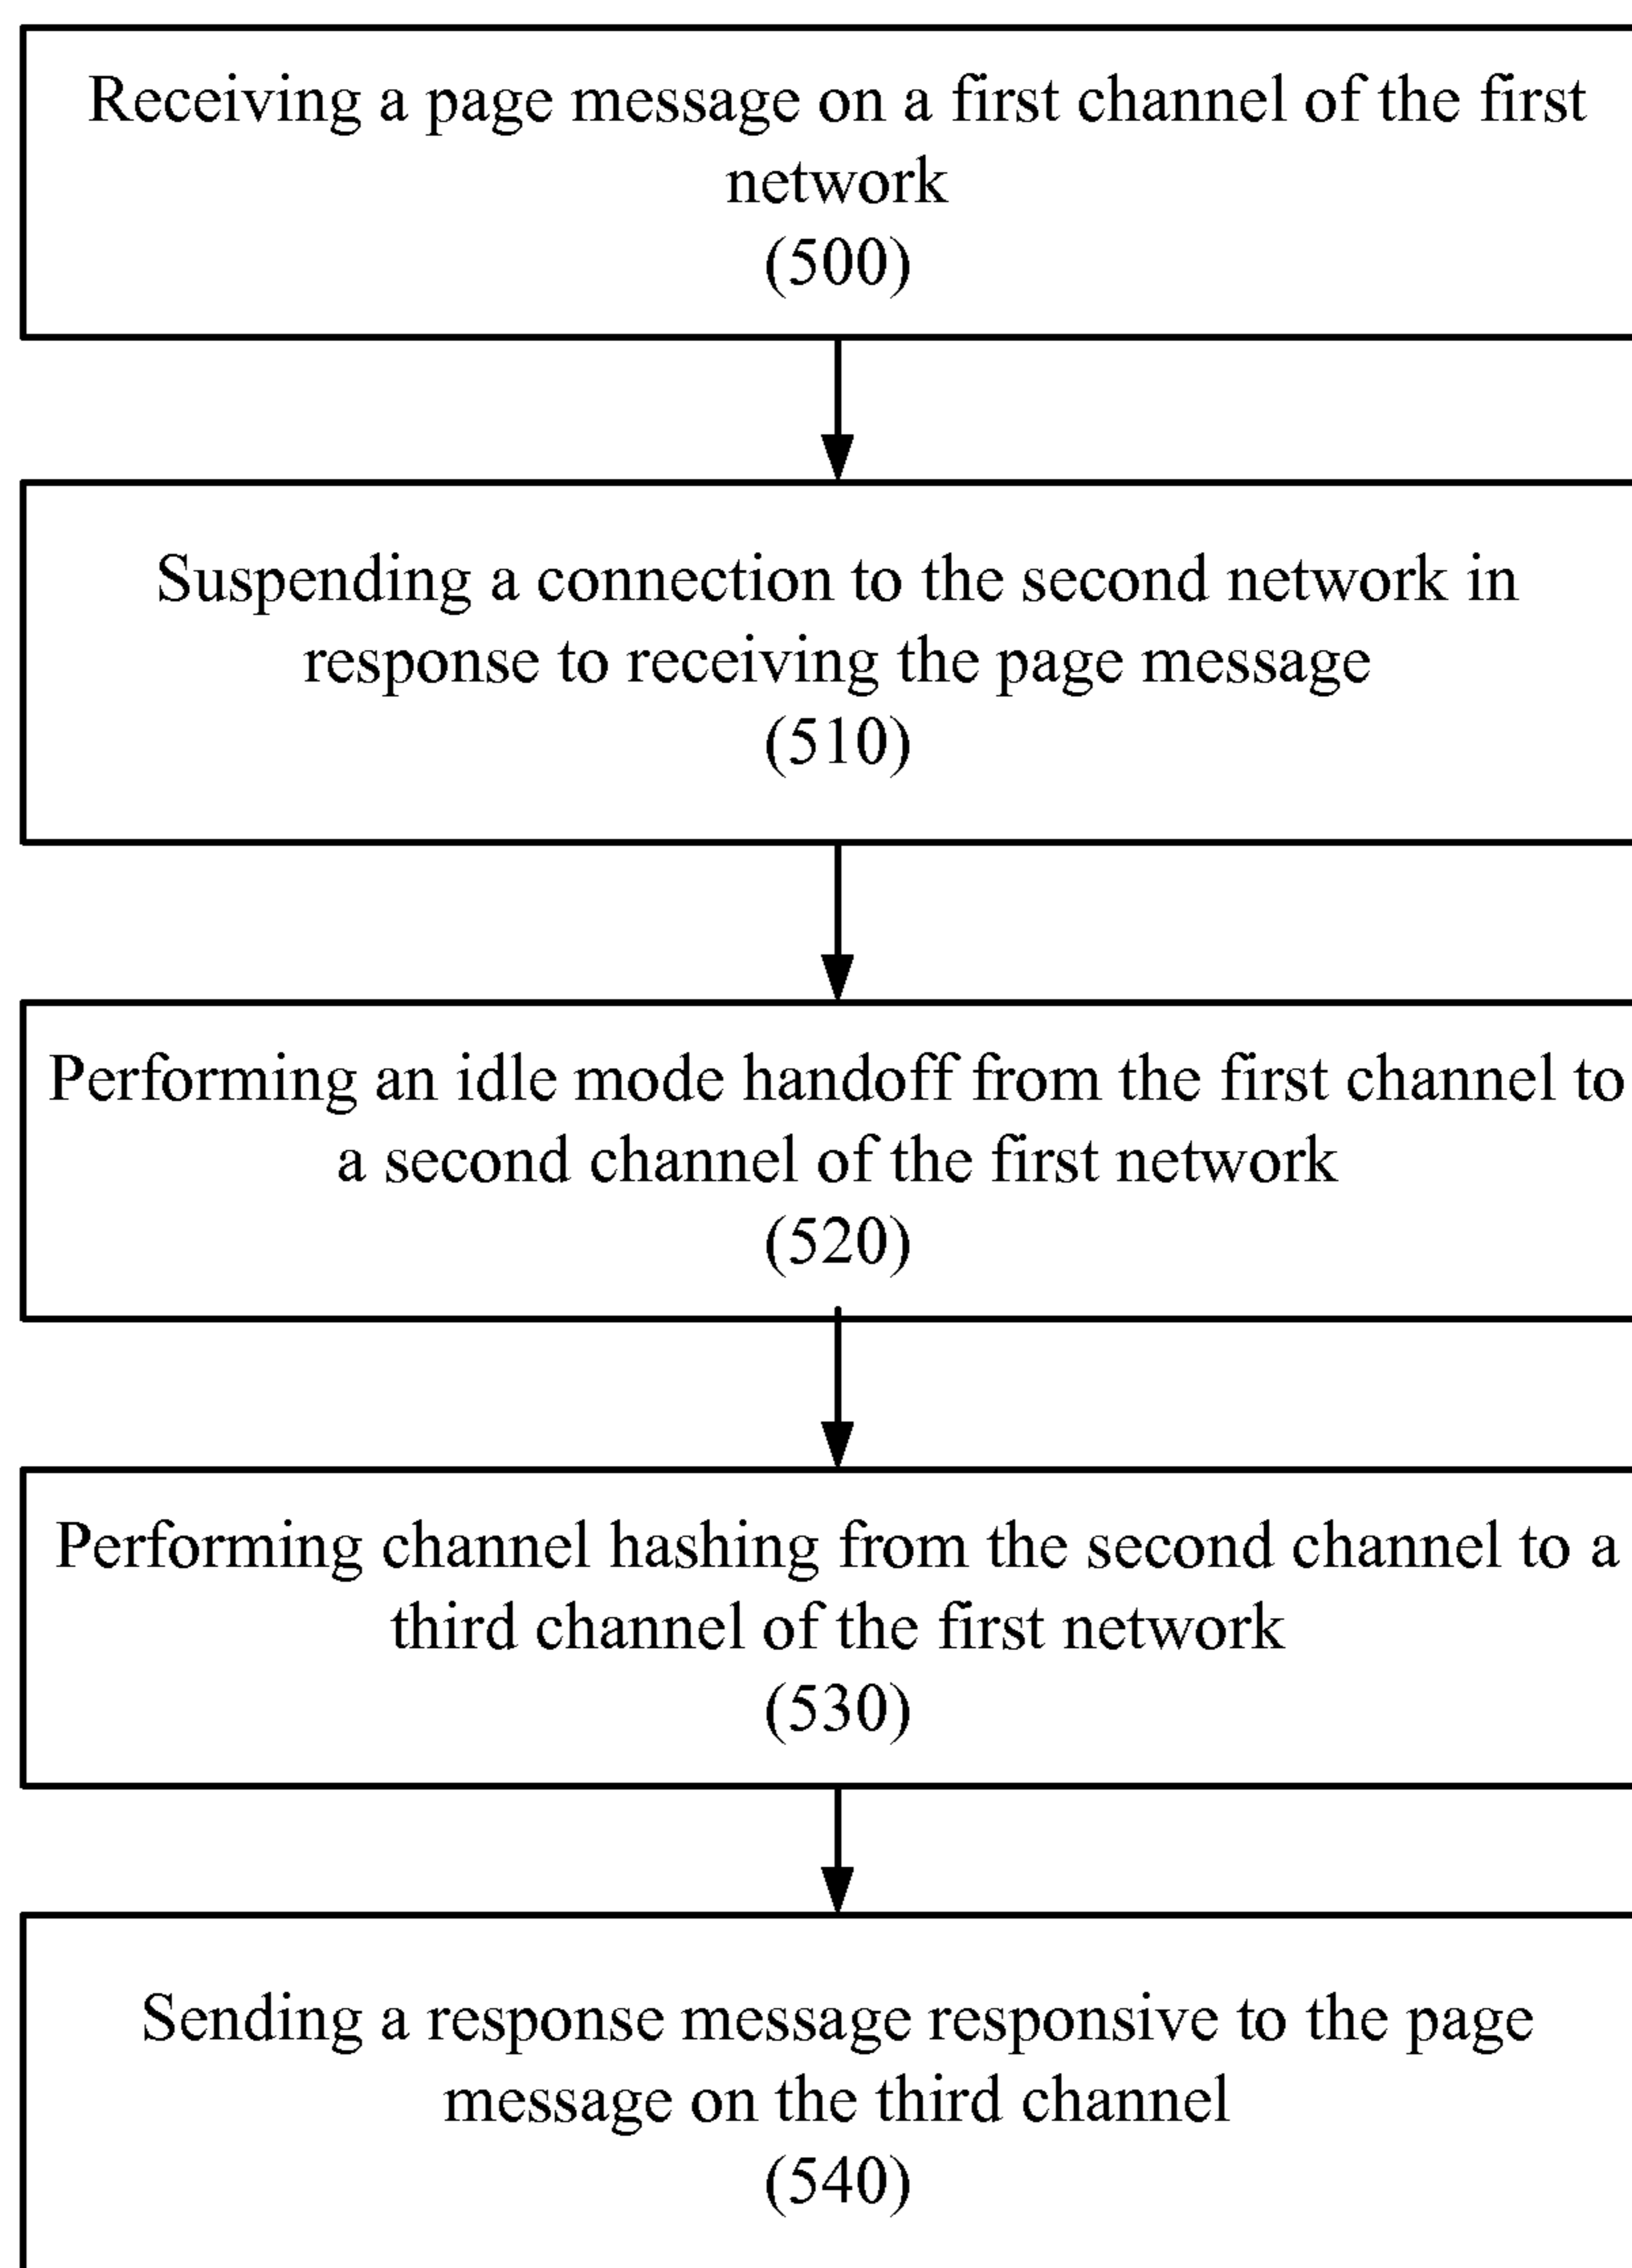 Receiving a page message on a first channel of the first
network
(500)
Suspending a connection to the second network in
response to receiving the page message
(510)
Performing an idle mode handoff from the first channel to
a second channel of the first network
(520)
Performing channel hashing from the second channel to a
third channel of the first network
(530)
Sending a response message responsive to the page
message on the third channel
(540)